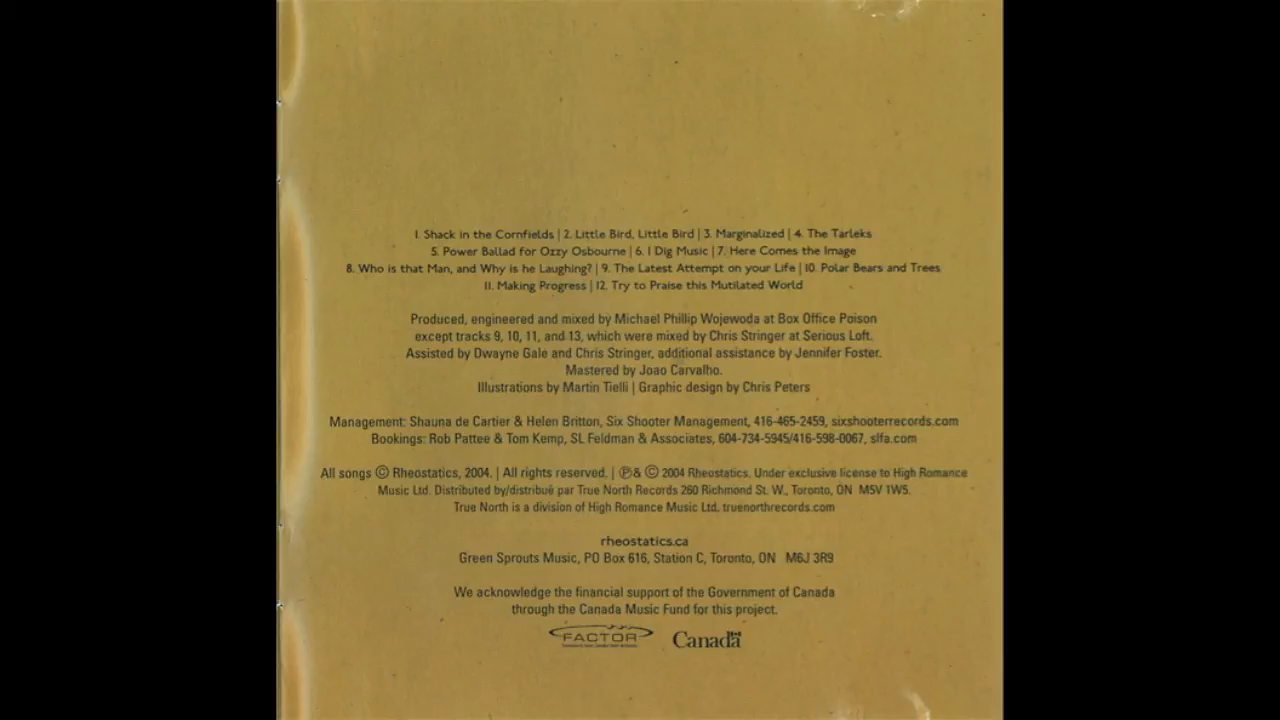 1. Shack in the Cornfields | 2. Little Bird, Little Bird | 3. Marginalized | 4. The Tarleks
5. Power Ballad for Ozzy Osbourne | 6. I Dig Music | 7. Here Comes the Image
8. Who is that Man, and Why is he Laughing? | 9. The Latest Attempt on your Life | 10. Polar Bears and Trees
11. Making Progress | 12. Try to Praise this Mutilated World
Produced, engineered and mixed by Michael Phillip Wojewoda at Box Office Poison
except tracks 9, 10, 11, and 13, which were mixed by Chris Stringer at Serious Loft.
Assisted by Dwayne Gale and Chris Stringer, additional assistance by Jennifer Foster.
Mastered by Joao Carvalho.
Illustrations by Martin Tielli | Graphic design by Chris Peters
Management: Shauna de Cartier & Helen Britton, Six Shooter Management, 416-465-2459, sixshooterrecords.com
Bookings: Rob Pattee & Tom Kemp, SL Feldman & Associates, 604-734-5945/416-598-0067, slfa.com
All songs © Rheostatics, 2004. | All rights reserved. | ℗& © 2004 Rheostatics. Under exclusive license to High Romance
Music Ltd. Distributed by/distribué par True North Records 260 Richmond St. W., Toronto, ON M5V 1W5.
True North is a division of High Romance Music Ltd. truenorthrecords.com
rheostatics.ca
Green Sprouts Music, PO Box 616, Station C, Toronto, ON M6J 3R9
We acknowledge the financial support of the Government of Canada
through the Canada Music Fund for this project.
FACTOR Canada